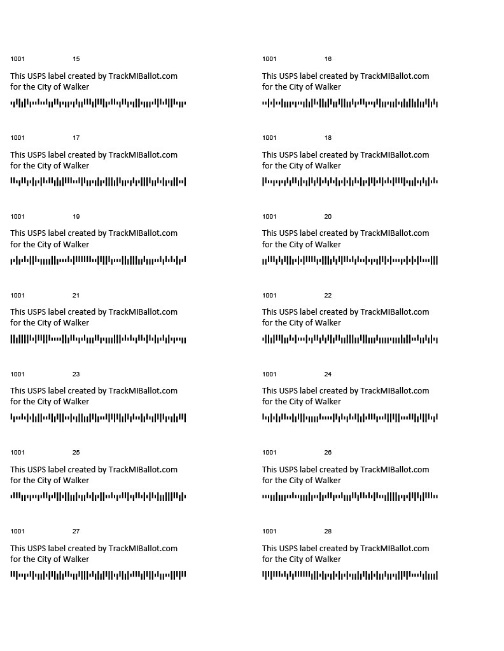 1001 15
This USPS label created by TrackMIBallot.com
for the City of Walker
1001 16
This USPS label created by TrackMIBallot.com
for the City of Walker
1001 17
This USPS label created by TrackMIBallot.com
for the City of Walker
1001 18
This USPS label created by TrackMIBallot.com
for the City of Walker
1001 19
This USPS label created by TrackMIBallot.com
for the City of Walker
1001 20
This USPS label created by TrackMIBallot.com
for the City of Walker
1001 21
This USPS label created by TrackMIBallot.com
for the City of Walker
1001 22
This USPS label created by TrackMIBallot.com
for the City of Walker
1001 23
This USPS label created by TrackMIBallot.com
for the City of Walker
1001 24
This USPS label created by TrackMIBallot.com
for the City of Walker
1001 25
This USPS label created by TrackMIBallot.com
for the City of Walker
1001 26
This USPS label created by TrackMIBallot.com
for the City of Walker
1001 27
This USPS label created by TrackMIBallot.com
for the City of Walker
1001 28
This USPS label created by TrackMIBallot.com
for the City of Walker